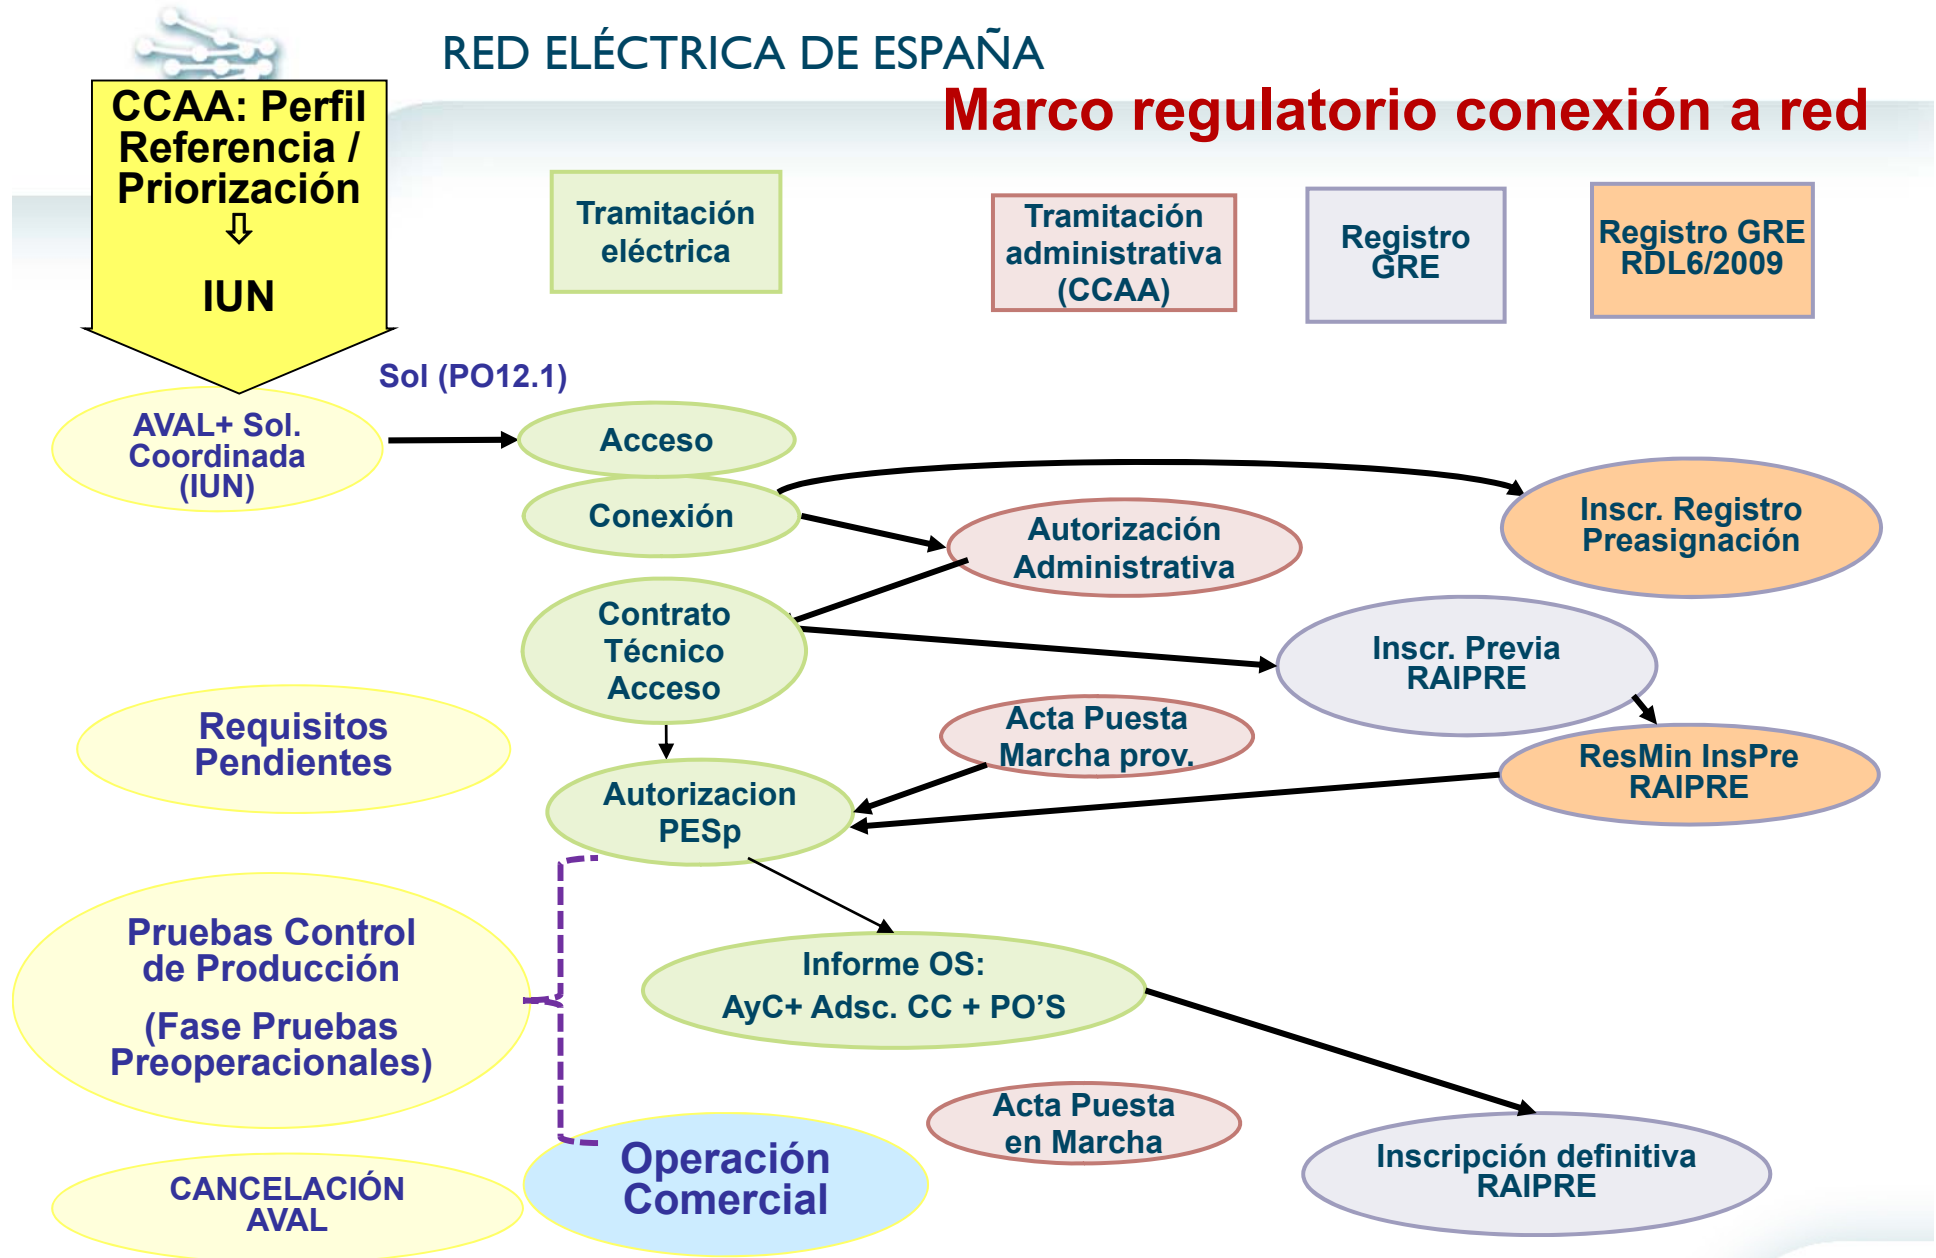 RED ELÉCTRICA DE ESPAÑA
Marco regulatorio conexión a red
CCAA: Perfil
Referencia /
Priorización
⇩
IUN
Tramitación
eléctrica
Tramitación
administrativa
(CCAA)
Registro
GRE
Registro GRE
RDL6/2009
Sol (PO12.1)
AVAL+ Sol.
Coordinada
(IUN)
Acceso
Conexión
Autorización
Administrativa
Inscr. Registro
Preasignación
Contrato
Técnico
Acceso
Inscr. Previa
RAIPRE
Requisitos
Pendientes
Acta Puesta
Marcha prov.
ResMin InsPre
RAIPRE
Autorizacion
PESp
Pruebas Control
de Producción
(Fase Pruebas
Preoperacionales)
Informe OS:
AyC+ Adsc. CC + PO’S
Acta Puesta
en Marcha
Operación
Comercial
Inscripción definitiva
RAIPRE
CANCELACIÓN
AVAL